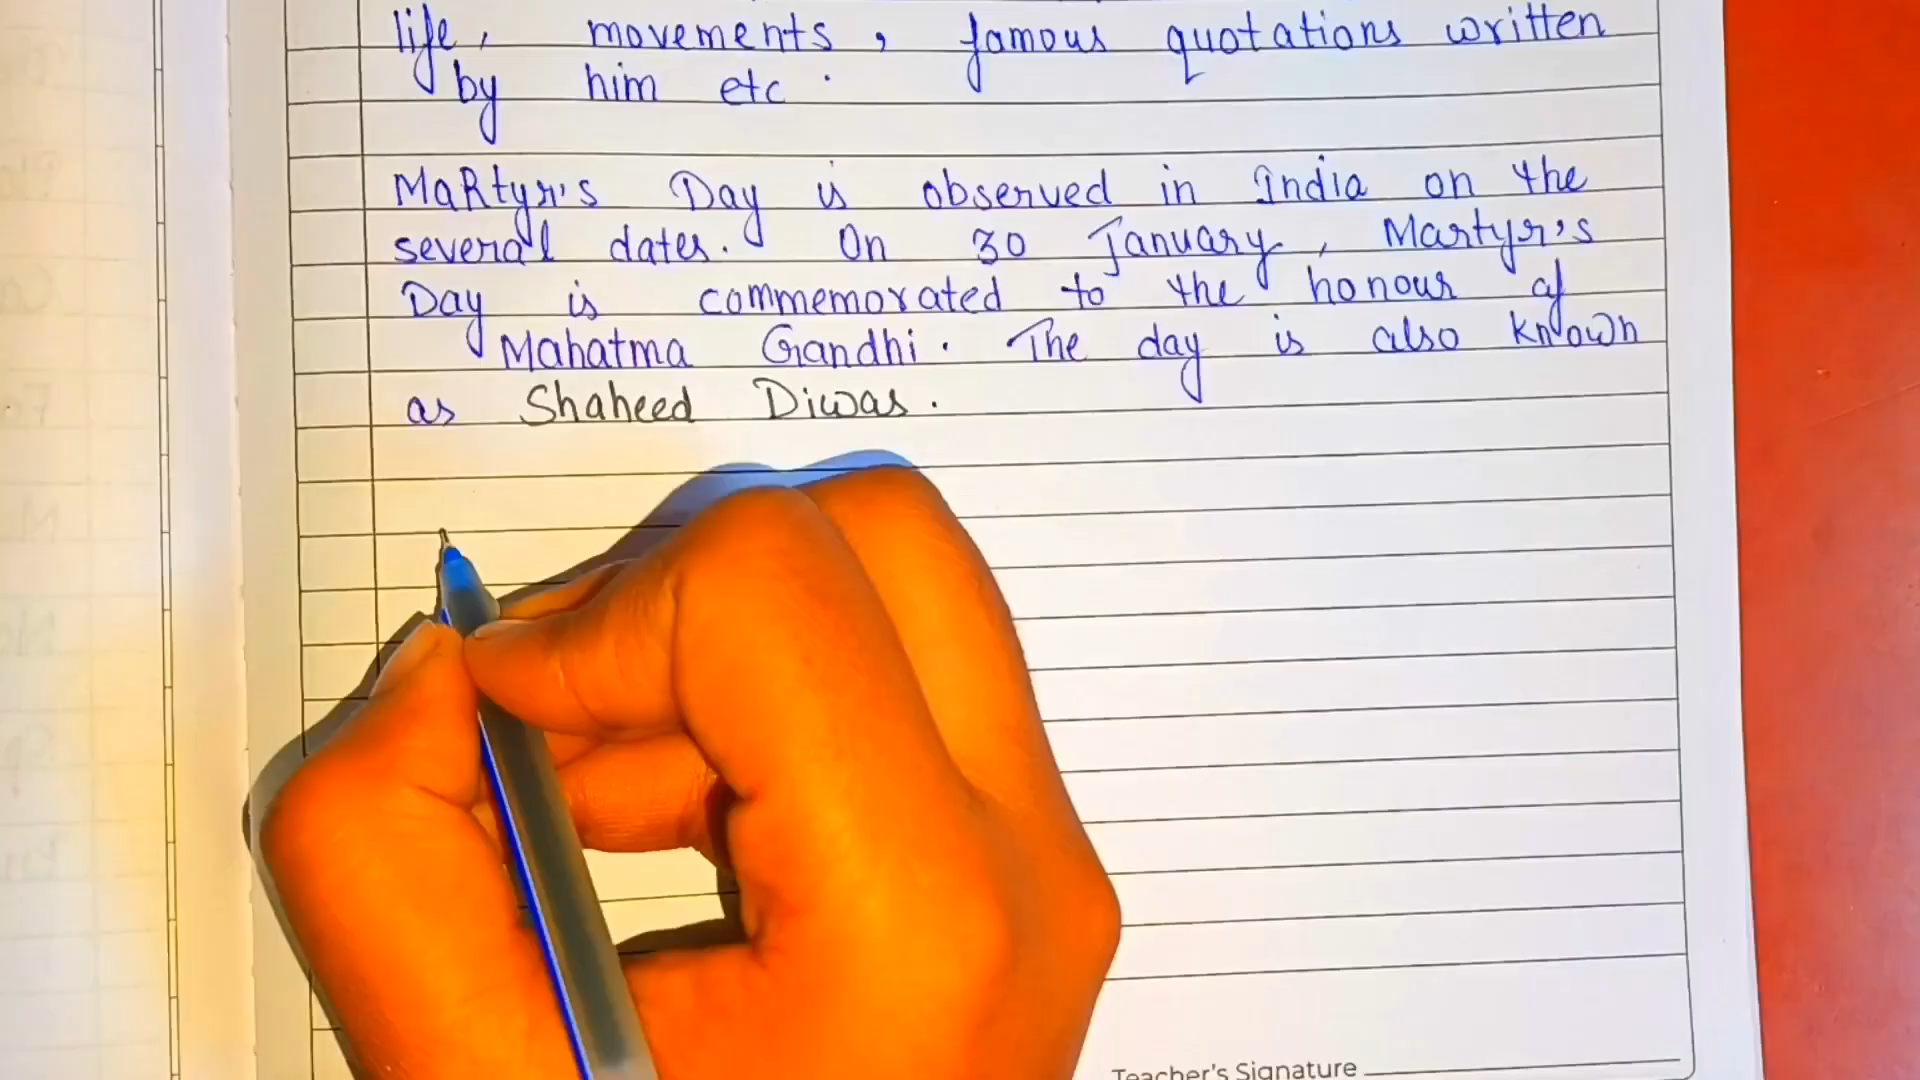 life, movements, famous quotations written
by him etc.
MaRtyr's Day is observed in India on the
several dates. On 30 January, Martyr's
Day is commemorated to the honour of
Mahatma Gandhi. The day is also known
as Shaheed Diwas.
Teacher's Signature